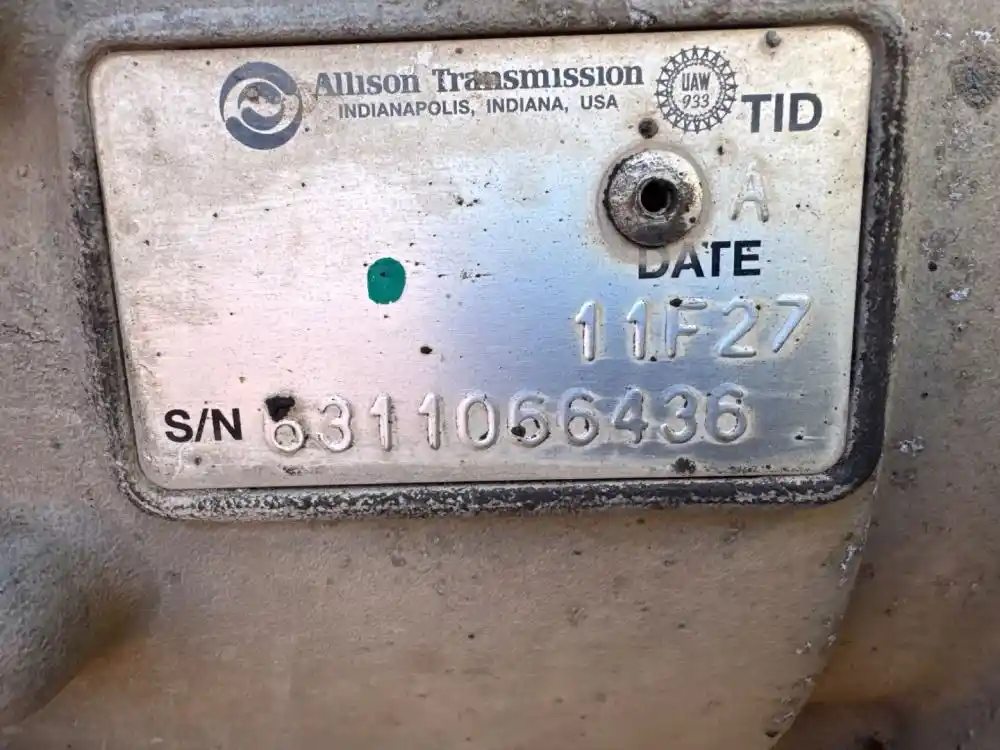 Allison Transmission
INDIANAPOLIS, INDIANA, USA
UAW
933
TID
A
DATE
11F27
S/N 6311066436